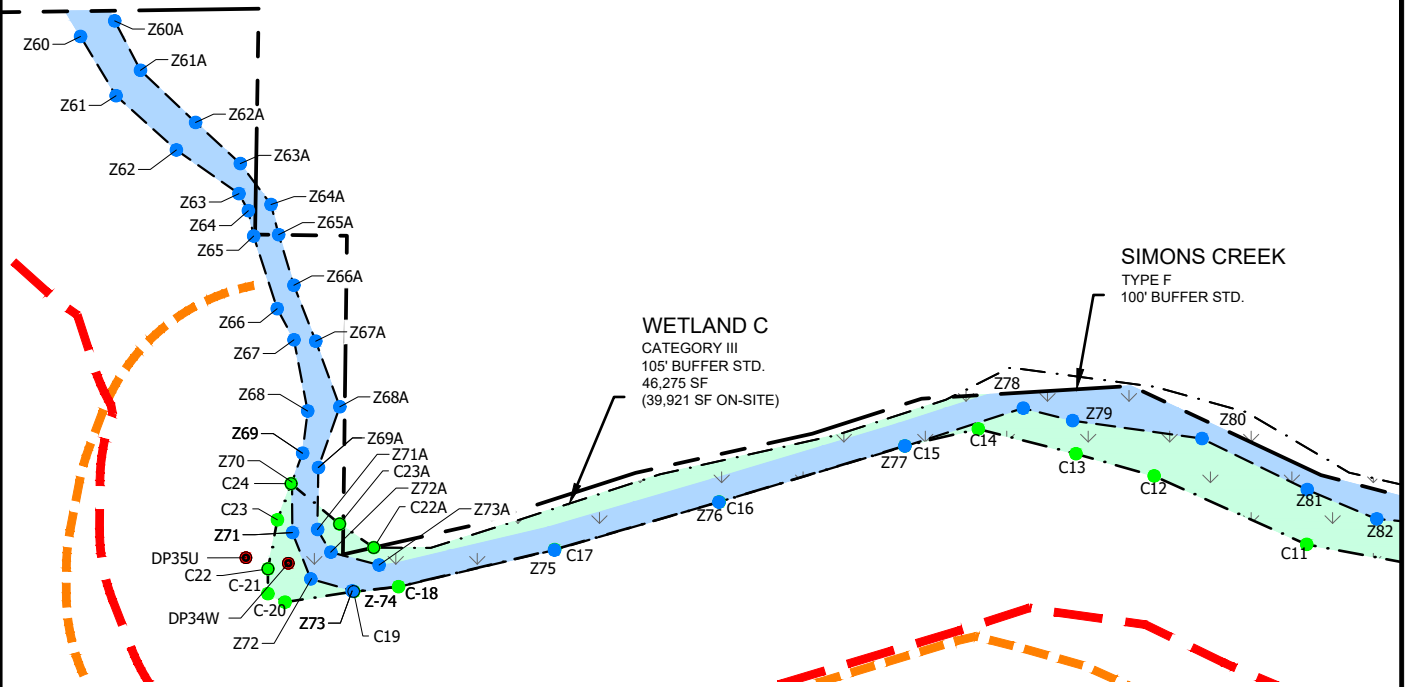 Z60A
Z60
Z61A
Z61
Z62A
Z62
Z63A
Z63
Z64A
Z64
Z65A
Z65
Z66A
Z66
Z67A
Z67
Z68
Z68A
Z69
Z69A
Z70
Z71A
C24
C23A
C23
Z72A
C22A
Z73A
Z71
DP35U
C22
C-21
C-20
DP34W
Z72
Z73
Z-74
C-18
C19
WETLAND C
CATEGORY III
105' BUFFER STD.
46,275 SF
(39,921 SF ON-SITE)
SIMONS CREEK
TYPE F
100' BUFFER STD.
Z75
C17
Z76
C16
Z77
C15
C14
Z78
Z79
C13
C12
Z80
Z81
Z82
C11